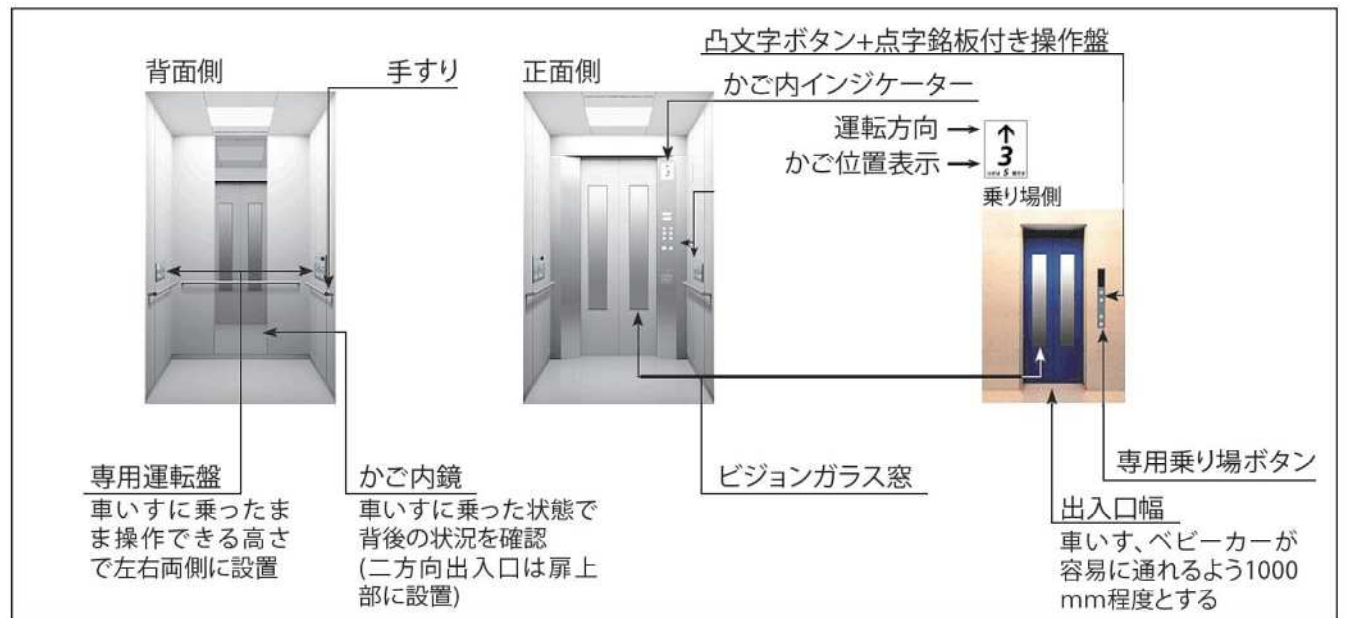 凸文字ボタン+点字銘板付き操作盤
背面側
手すり
正面側
かご内インジケーター
運転方向
かご位置表示
↑
3
乗り場側
専用運転盤
車いすに乗ったま
ま操作できる高さ
で左右両側に設置
かご内鏡
車いすに乗った状態で
背後の状況を確認
(二方向出入口は扉上
部に設置)
ビジョンガラス窓
専用乗り場ボタン
出入口幅
車いす、ベビーカーが
容易に通れるよう1000
mm程度とする